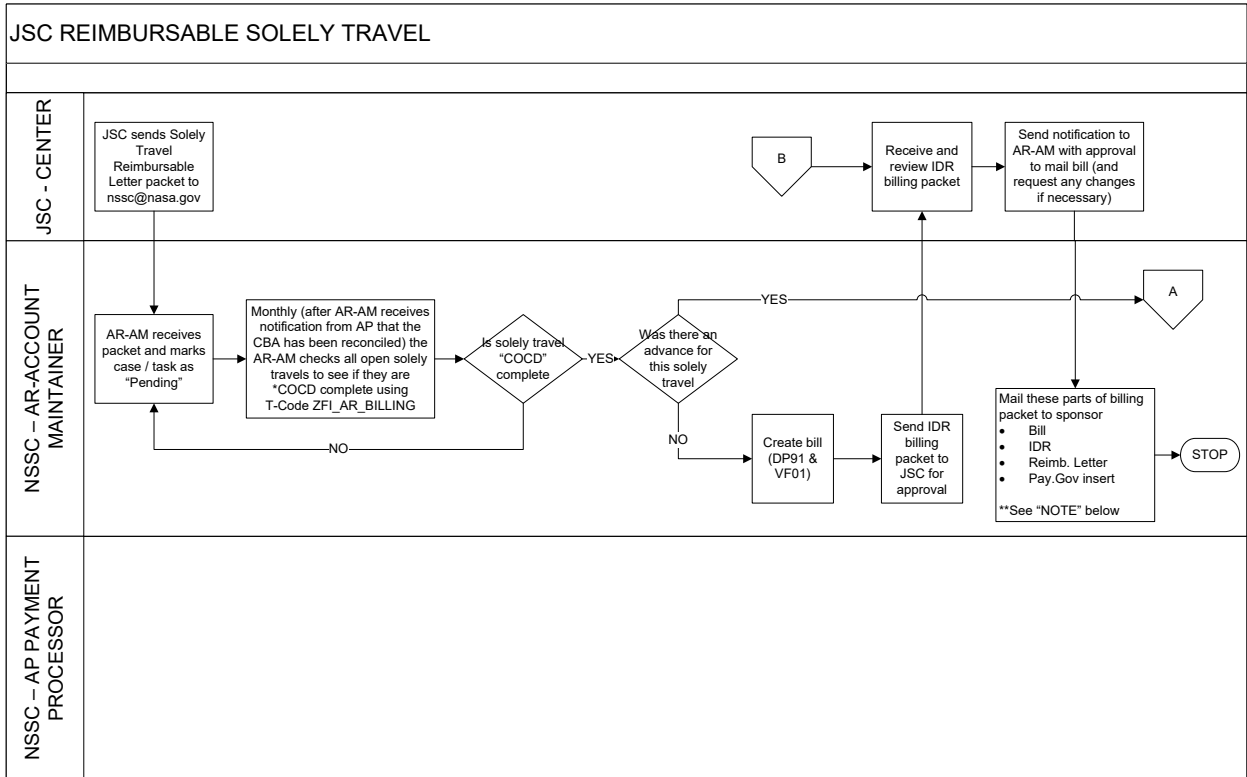 JSC REIMBURSABLE SOLELY TRAVEL
JSC - CENTER
JSC sends Solely
Travel
Reimbursable
Letter packet to
nssc@nasa.gov
B
Receive and
review IDR
billing packet
Send notification to
AR-AM with approval
to mail bill (and
request any changes
if necessary)
NSSC – AR-ACCOUNT
MAINTAINER
AR-AM receives
packet and marks
case / task as
“Pending”
Monthly (after AR-AM receives
notification from AP that the
CBA has been reconciled) the
AR-AM checks all open solely
travels to see if they are
*COCD complete using
T-Code ZFI_AR_BILLING
Is solely travel
“COCD”
complete
NO
YES
Was there an
advance for
this solely
travel
YES
A
NO
Create bill
(DP91 &
VF01)
Send IDR
billing
packet to
JSC for
approval
Mail these parts of billing
packet to sponsor
• Bill
• IDR
• Reimb. Letter
• Pay.Gov insert
**See “NOTE” below
STOP
NSSC – AP PAYMENT
PROCESSOR